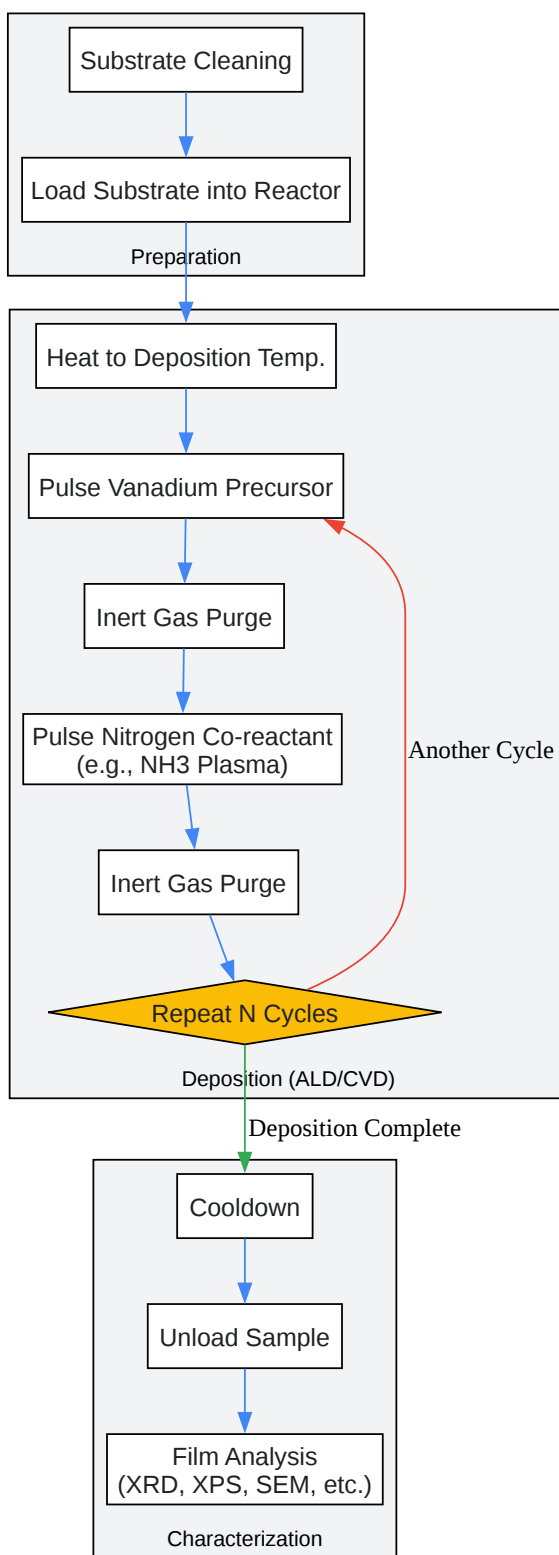 Substrate Cleaning
Load Substrate into Reactor
Preparation
Heat to Deposition Temp.
Pulse Vanadium Precursor
Inert Gas Purge
Pulse Nitrogen Co-reactant
(e.g., NH3 Plasma)
Another Cycle
Inert Gas Purge
Repeat N Cycles
Deposition (ALD/CVD)
Deposition Complete
Cooldown
Unload Sample
Film Analysis
(XRD, XPS, SEM, etc.)
Characterization